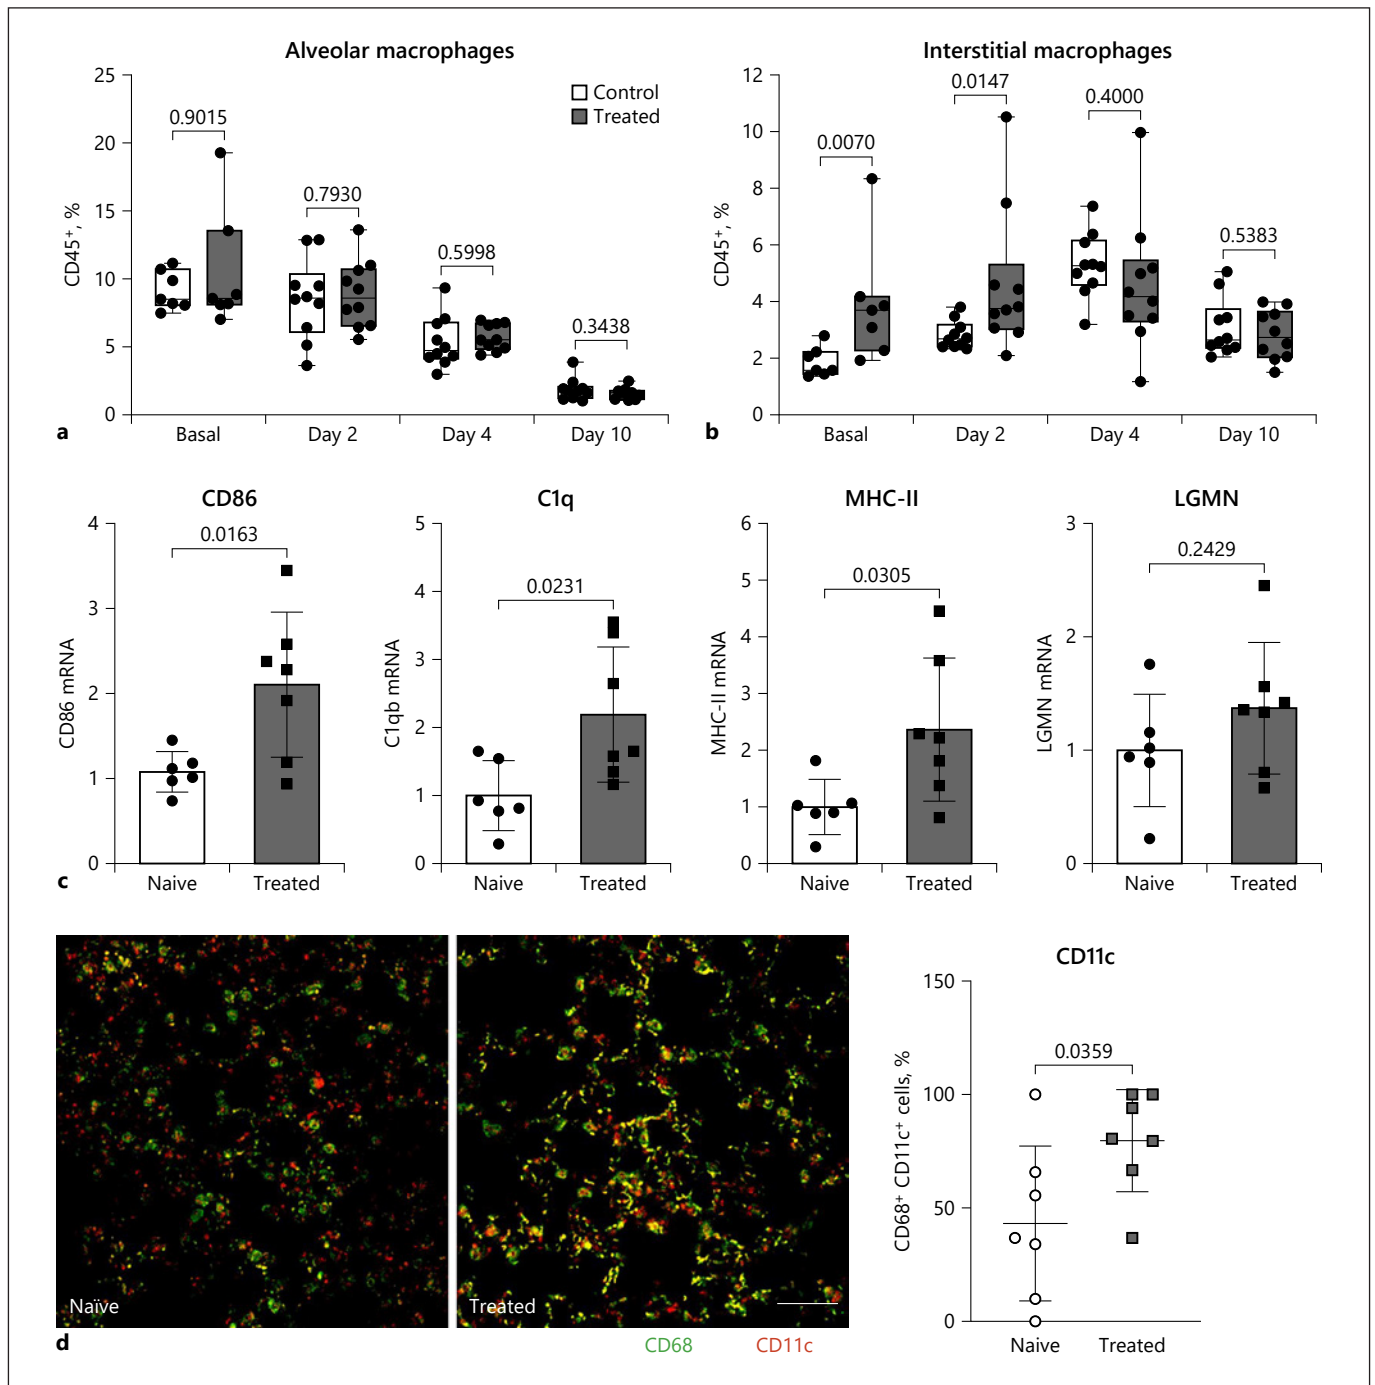 Alveolar macrophages
25
20
15
10
5
0
CD45⁺, %
Control
Treated
0.9015
0.7930
0.5998
0.3438
Basal
Day 2
Day 4
Day 10
a
Interstitial macrophages
12
10
8
6
4
2
0
CD45⁺, %
0.0070
0.0147
0.4000
0.5383
Basal
Day 2
Day 4
Day 10
b
CD86
4
3
2
1
0
CD86 mRNA
0.0163
Naive
Treated
C1q
5
4
3
2
1
0
C1qb mRNA
0.0231
Naive
Treated
MHC-II
6
5
4
3
2
1
0
MHC-II mRNA
0.0305
Naive
Treated
LGMN
3
2
1
0
LGMN mRNA
0.2429
Naive
Treated
c
Naïve
Treated
CD68
CD11c
CD11c
150
100
50
0
CD68⁺ CD11c⁺ cells, %
0.0359
Naive
Treated
d